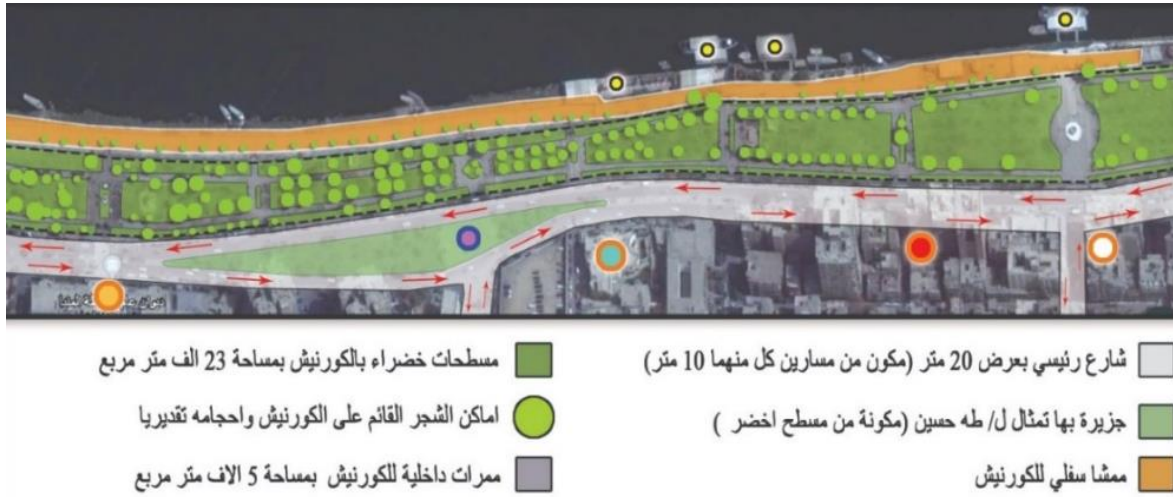 شارع رئيسي بعرض 20 متر (مكون من مسارين كل منهما 10 متر)
جزيرة بها تمثال ل/ طه حسين (مكونة من مسطح اخضر )
ممشا سفلي للكورنيش
مسطحات خضراء بالكورنيش بمساحة 23 الف متر مربع
اماكن الشجر القائم على الكورنيش واحجامه تقديريا
ممرات داخلية للكورنيش بمساحة 5 الاف متر مربع